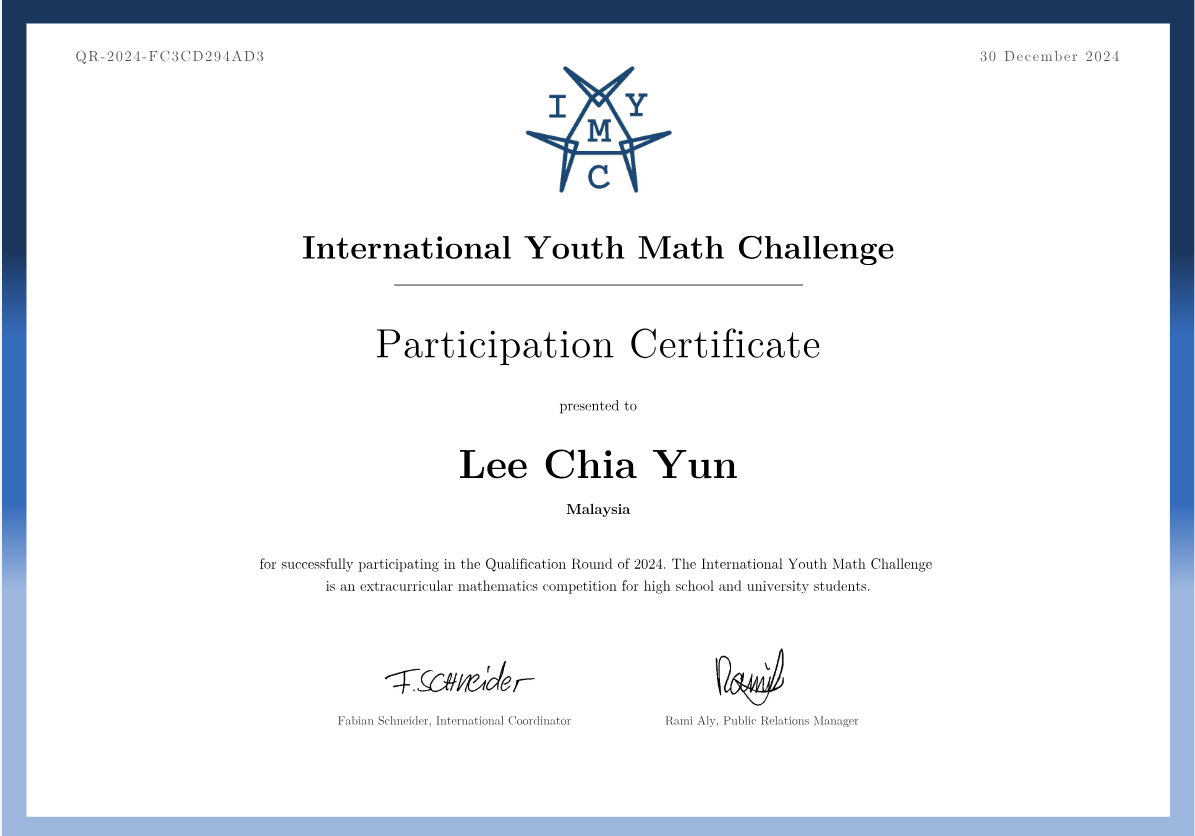 QR-2024-FC3CD294AD3
30 December 2024
I Y
M
C
International Youth Math Challenge
Participation Certificate
presented to
Lee Chia Yun
Malaysia
for successfully participating in the Qualification Round of 2024. The International Youth Math Challenge
is an extracurricular mathematics competition for high school and university students.
F. Schneider
Rami
Fabian Schneider, International Coordinator
Rami Aly, Public Relations Manager